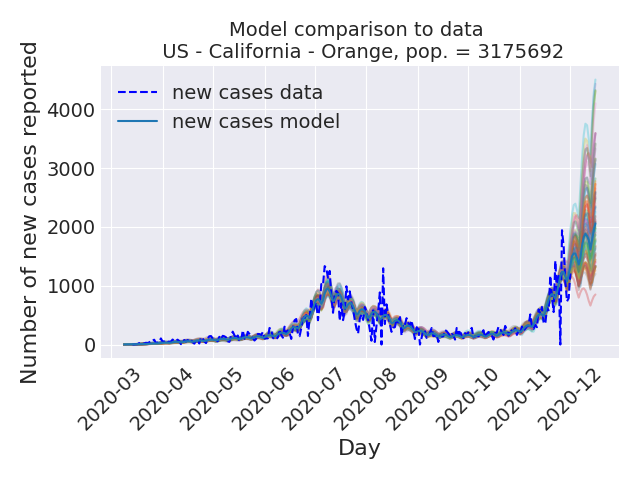 Model comparison to data
US - California - Orange, pop. = 3175692
new cases data
new cases model
Number of new cases reported
4000
3000
2000
1000
0
2020-03
2020-04
2020-05
2020-06
2020-07
2020-08
2020-09
2020-10
2020-11
2020-12
Day